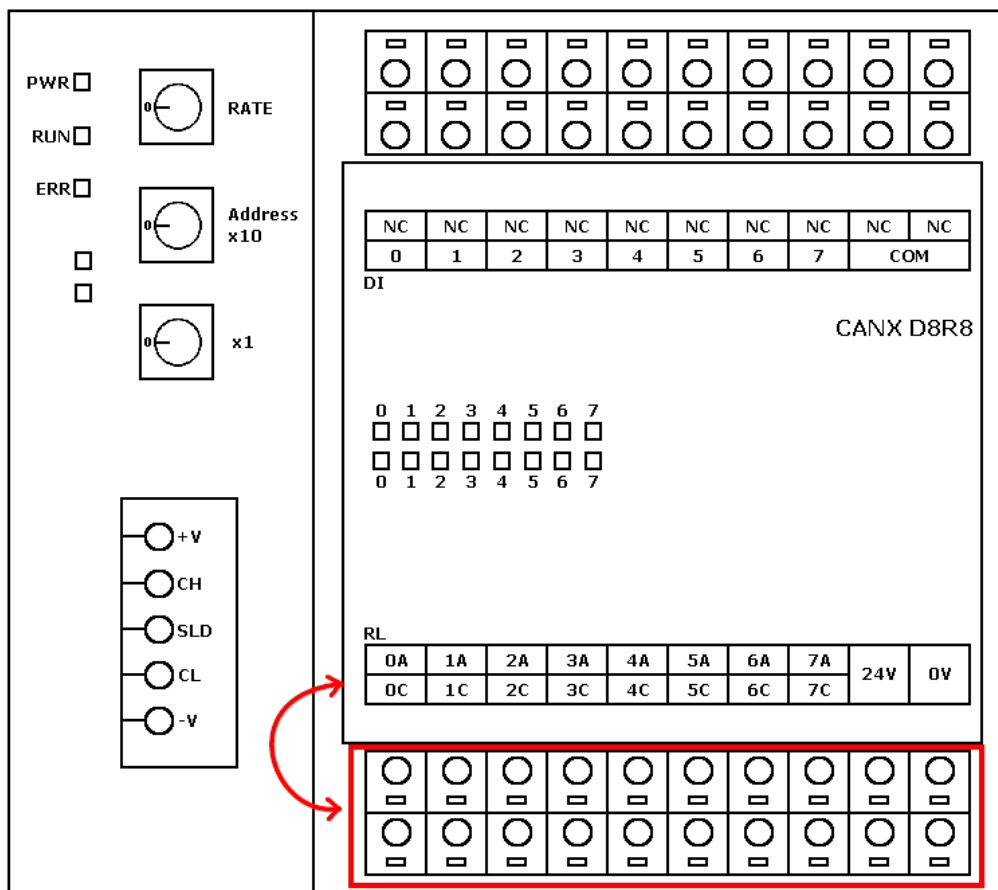 PWR
RUN
ERR
0
RATE
0
Address
x10
0
x1
+V
CH
SLD
CL
-V
NC NC NC NC NC NC NC NC NC NC
0 1 2 3 4 5 6 7 COM
DI
CANX D8R8
0 1 2 3 4 5 6 7
0 1 2 3 4 5 6 7
RL
0A 1A 2A 3A 4A 5A 6A 7A 24V 0V
0C 1C 2C 3C 4C 5C 6C 7C